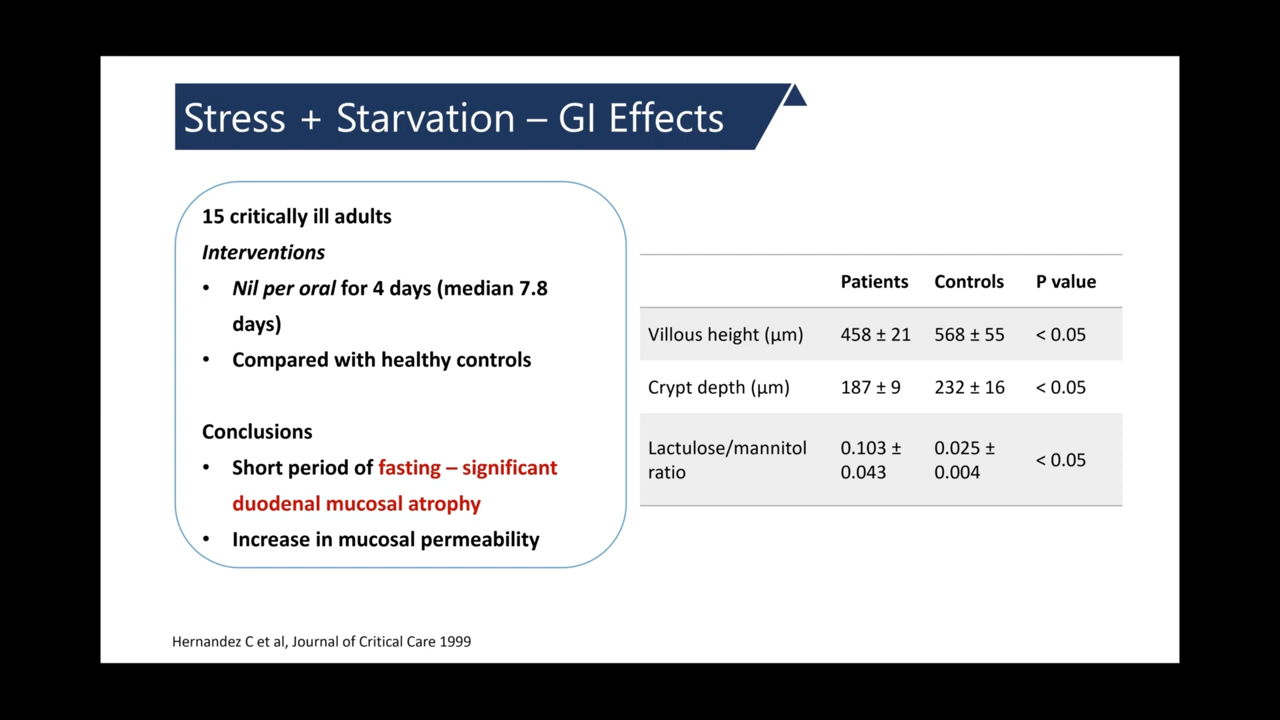 Stress + Starvation – GI Effects
15 critically ill adults
Interventions
• Nil per oral for 4 days (median 7.8
days)
• Compared with healthy controls
Conclusions
• Short period of fasting – significant
duodenal mucosal atrophy
• Increase in mucosal permeability
Patients Controls P value
Villous height (µm) 458 ± 21 568 ± 55 < 0.05
Crypt depth (µm) 187 ± 9 232 ± 16 < 0.05
Lactulose/mannitol 0.103 ± 0.025 ±
ratio 0.043 0.004 < 0.05
Hernandez C et al, Journal of Critical Care 1999